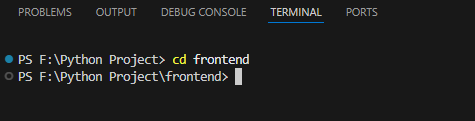 PROBLEMS OUTPUT DEBUG CONSOLE TERMINAL PORTS
PS F:\Python Project> cd frontend
PS F:\Python Project\frontend>